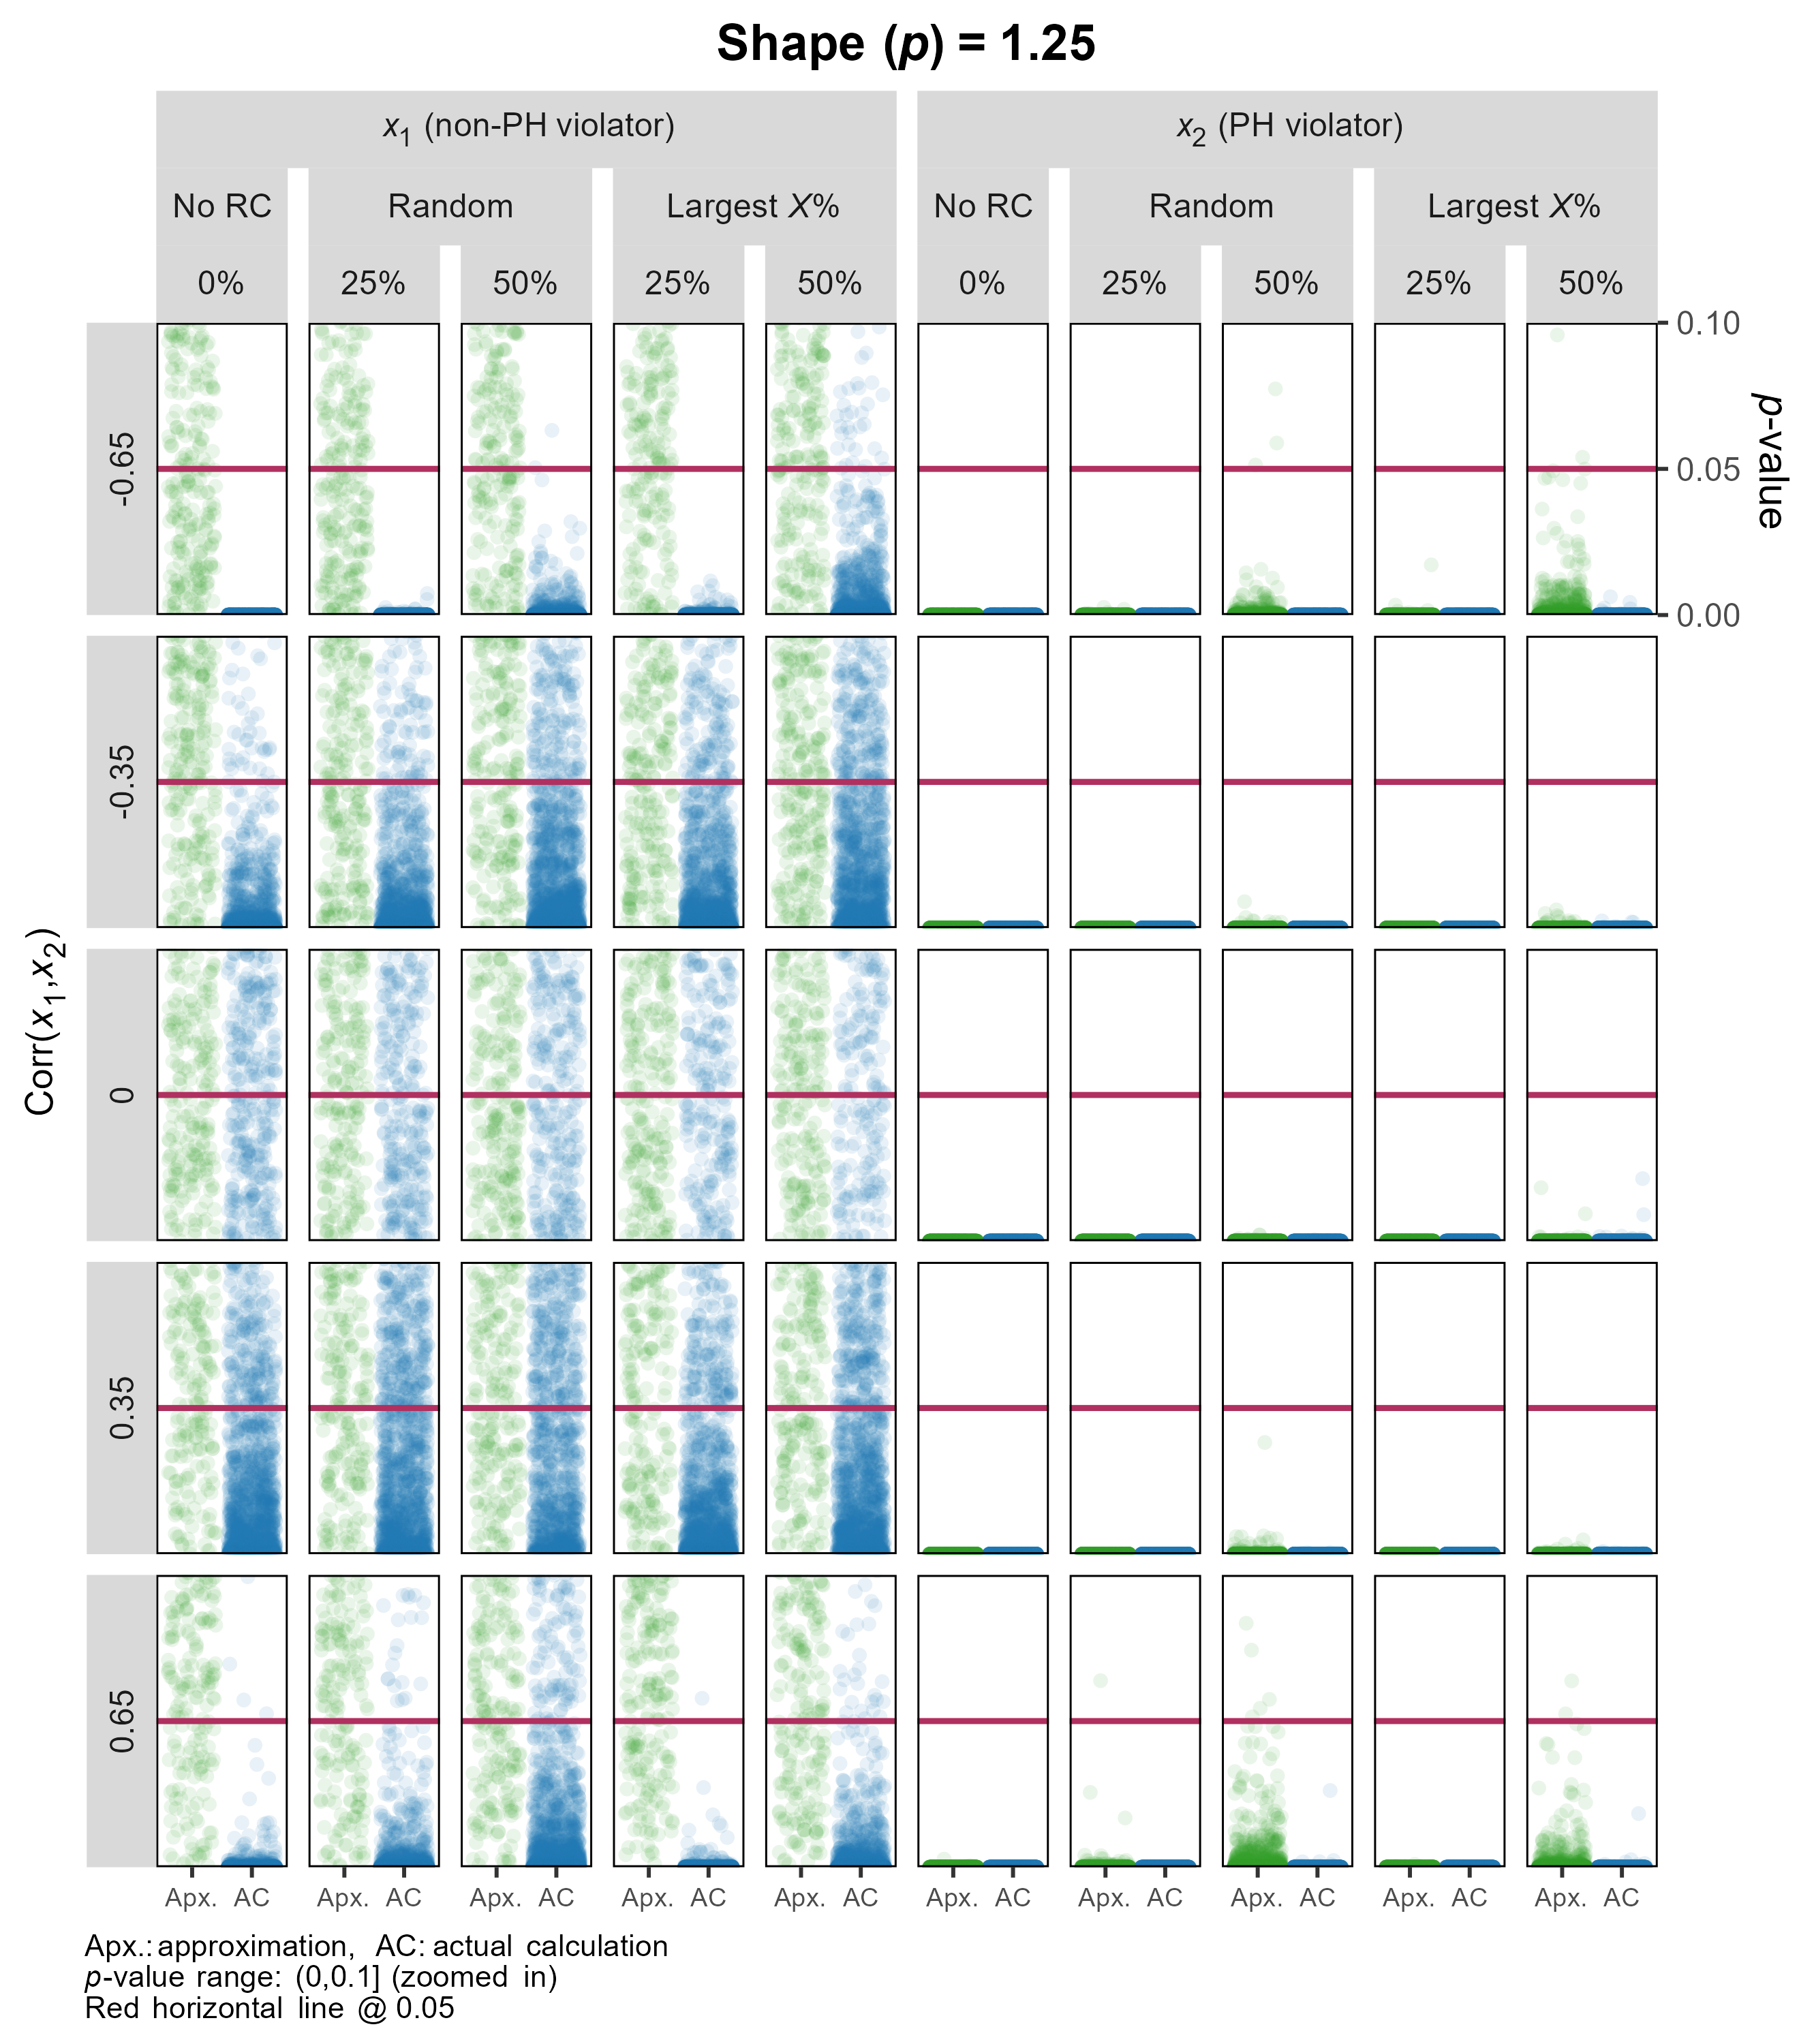 Shape (p) = 1.25
x1 (non-PH violator) x2 (PH violator)
No RC Random Largest X% No RC Random Largest X%
0% 25% 50% 25% 50% 0% 25% 50% 25% 50%
0.10
0.05
0.00
p-value
-0.65
-0.35
0
0.35
0.65
Corr(x1,x2)
Apx. AC Apx. AC Apx. AC Apx. AC Apx. AC Apx. AC Apx. AC Apx. AC Apx. AC Apx. AC
Apx.: approximation, AC: actual calculation
p-value range: (0,0.1] (zoomed in)
Red horizontal line @ 0.05